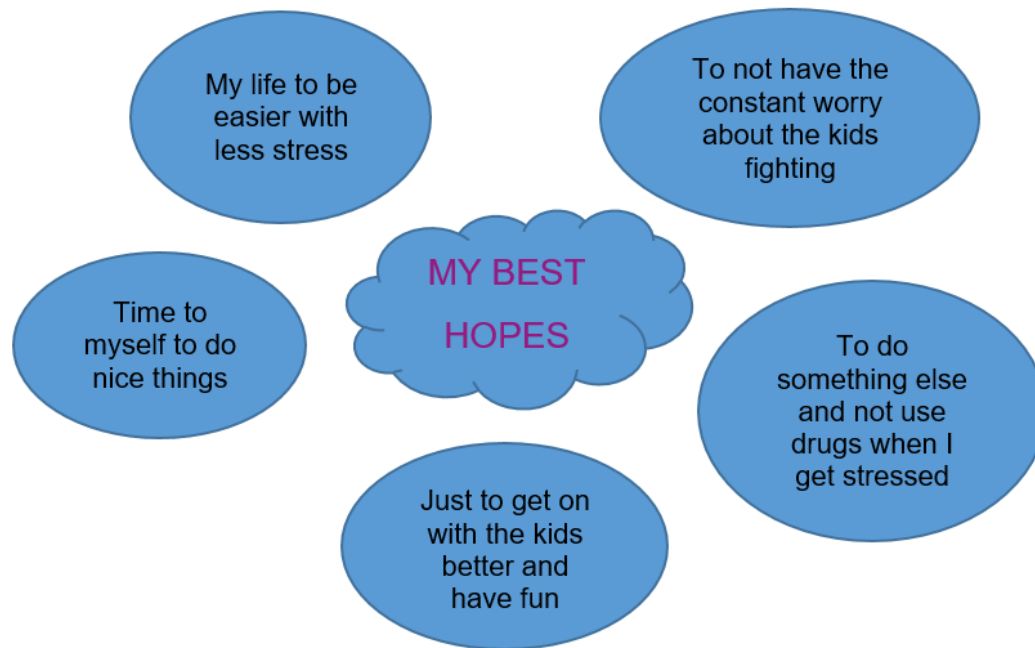 My life to be
easier with
less stress
To not have the
constant worry
about the kids
fighting
MY BEST
HOPES
Time to
myself to do
nice things
To do
something else
and not use
drugs when I
get stressed
Just to get on
with the kids
better and
have fun